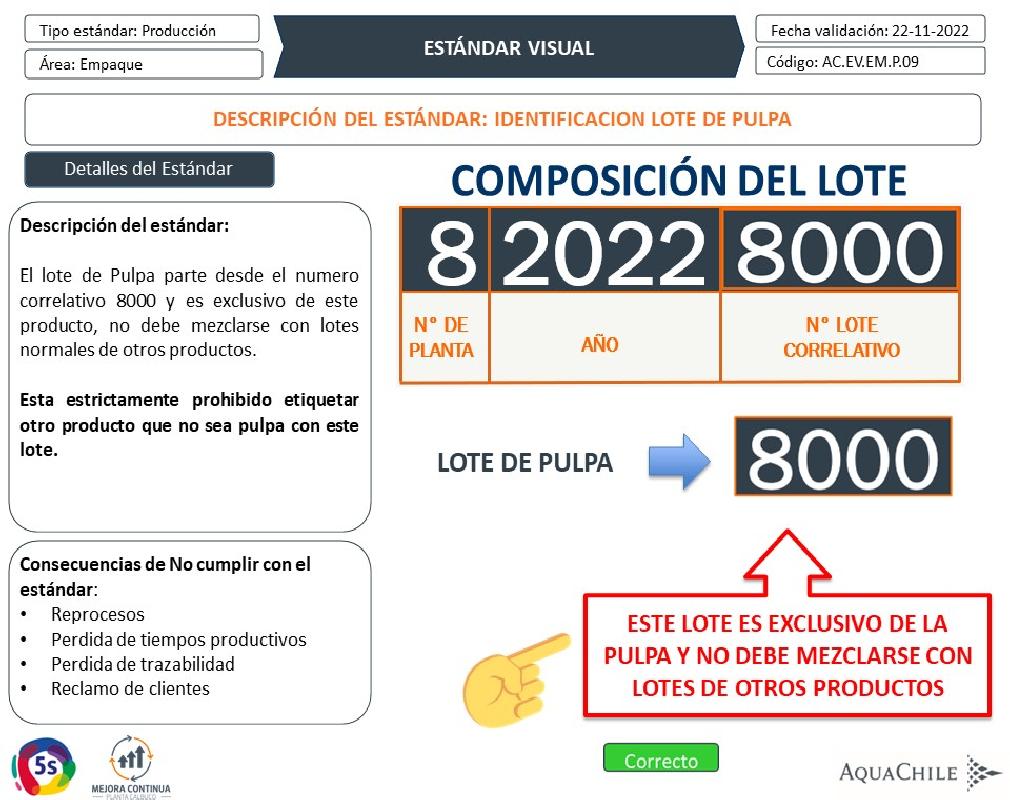 Tipo estándar: Producción
Área: Empaque
ESTÁNDAR VISUAL
Fecha validación: 22-11-2022
Código: AC.EV.EM.P.09
DESCRIPCIÓN DEL ESTÁNDAR: IDENTIFICACION LOTE DE PULPA
Detalles del Estándar
Descripción del estándar:
El lote de Pulpa parte desde el numero
correlativo 8000 y es exclusivo de este
producto, no debe mezclarse con lotes
normales de otros productos.
Esta estrictamente prohibido etiquetar
otro producto que no sea pulpa con este
lote.
Consecuencias de No cumplir con el
estándar:
• Reprocesos
• Perdida de tiempos productivos
• Perdida de trazabilidad
• Reclamo de clientes
COMPOSICIÓN DEL LOTE
8 2022 8000
N° DE
PLANTA
AÑO
N° LOTE
CORRELATIVO
LOTE DE PULPA
8000
ESTE LOTE ES EXCLUSIVO DE LA
PULPA Y NO DEBE MEZCLARSE CON
LOTES DE OTROS PRODUCTOS
Correcto
5s
MEJORA CONTINUA
PLANTA CALBUCO
AQUACHILE